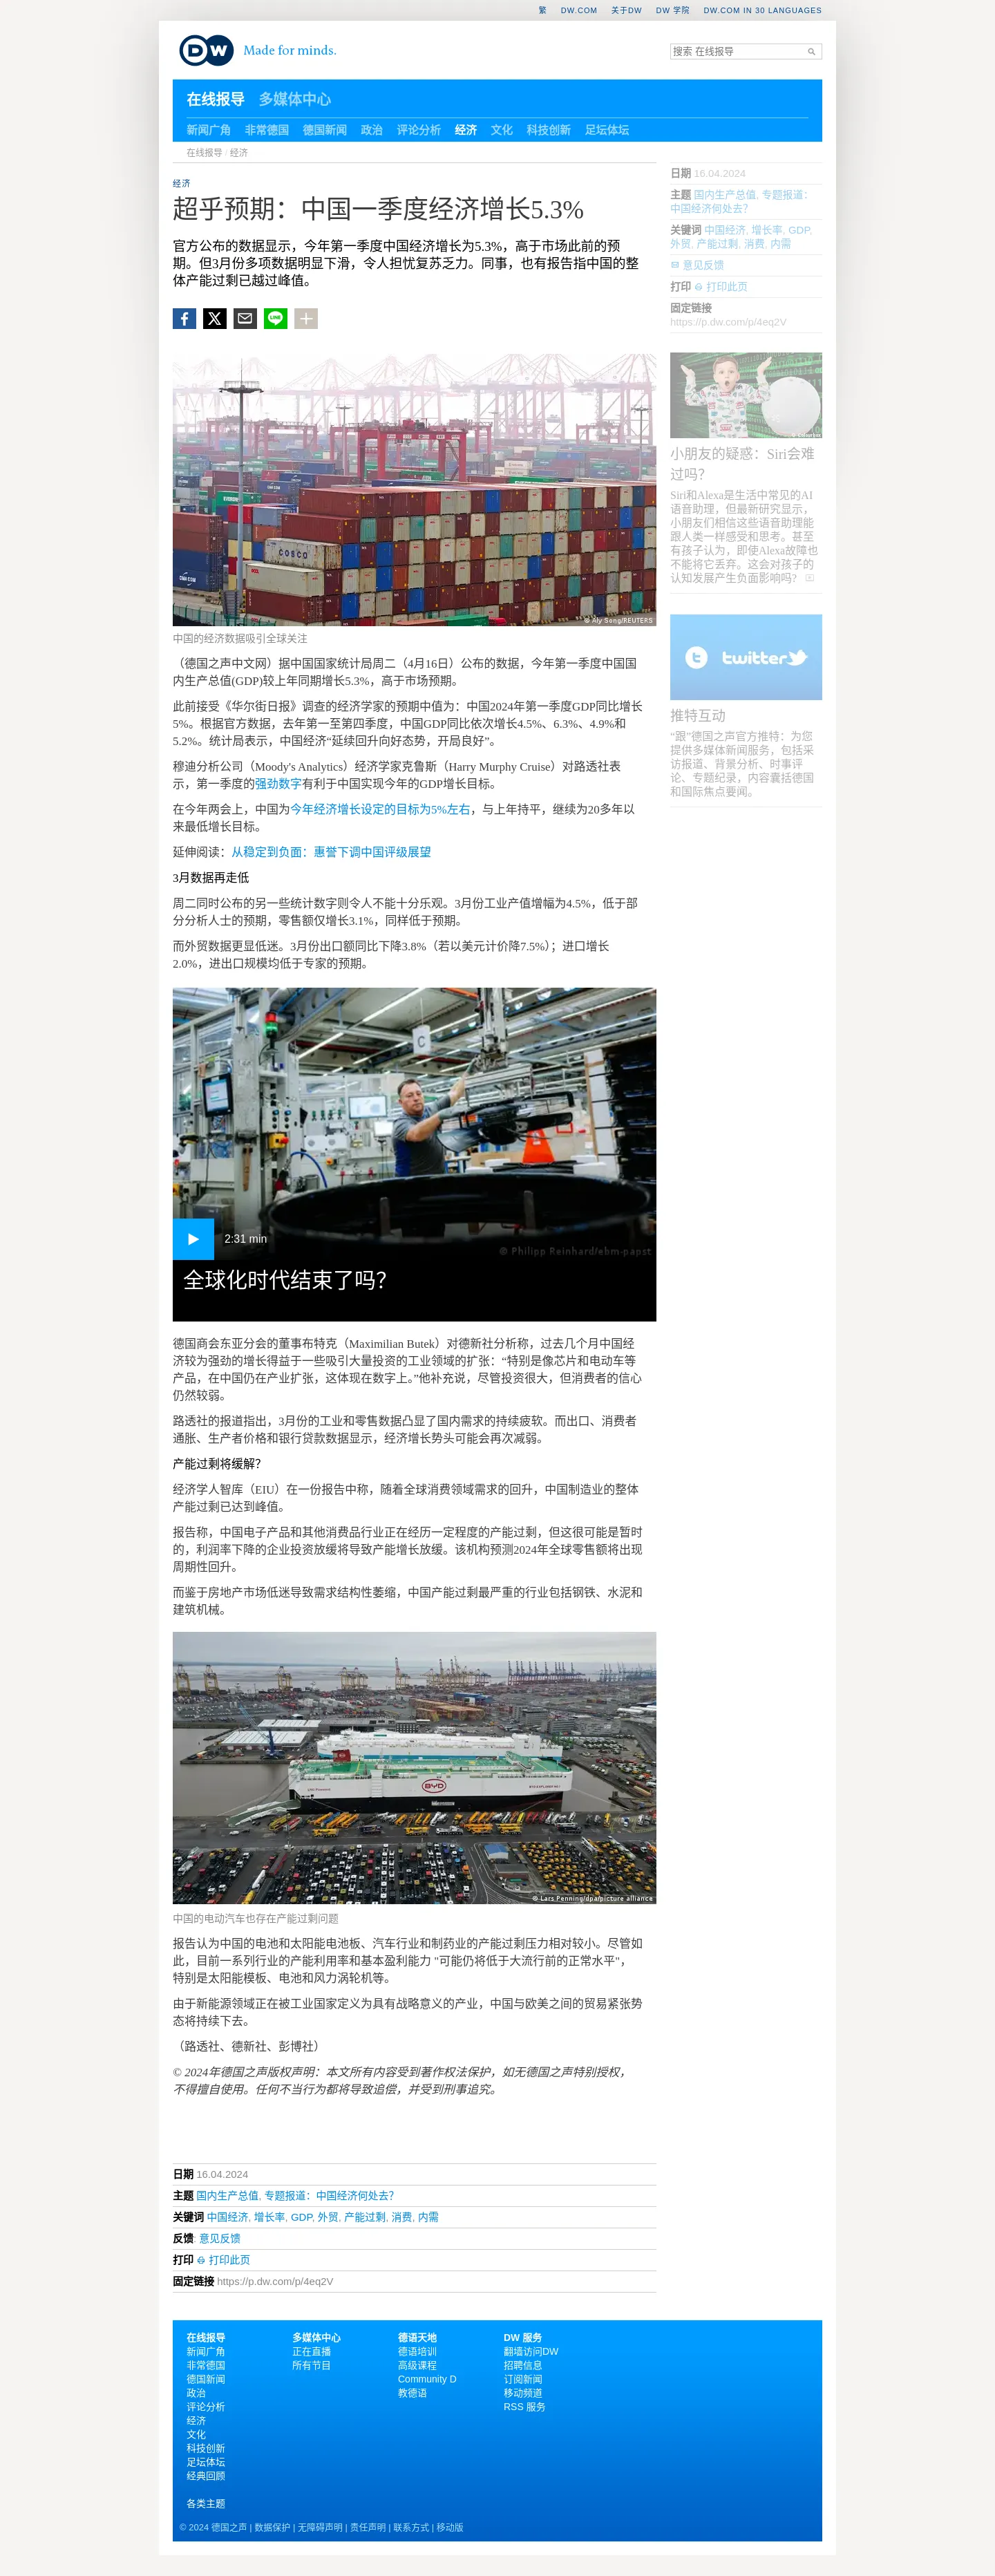 繁 DW.COM 关于DW DW 学院 DW.COM IN 30 LANGUAGES
DW Made for minds.
搜索 在线报导
在线报导 多媒体中心
新闻广角 非常德国 德国新闻 政治 评论分析 经济 文化 科技创新 足坛体坛
在线报导 / 经济
经济
超乎预期：中国一季度经济增长5.3%
官方公布的数据显示，今年第一季度中国经济增长为5.3%，高于市场此前的预
期。但3月份多项数据明显下滑，令人担忧复苏乏力。同事，也有报告指中国的整
体产能过剩已越过峰值。
COSCO
© Aly Song/REUTERS
中国的经济数据吸引全球关注
（德国之声中文网）据中国国家统计局周二（4月16日）公布的数据，今年第一季度中国国
内生产总值(GDP)较上年同期增长5.3%，高于市场预期。
此前接受《华尔街日报》调查的经济学家的预期中值为：中国2024年第一季度GDP同比增长
5%。根据官方数据，去年第一至第四季度，中国GDP同比依次增长4.5%、6.3%、4.9%和
5.2%。统计局表示，中国经济“延续回升向好态势，开局良好”。
穆迪分析公司（Moody's Analytics）经济学家克鲁斯（Harry Murphy Cruise）对路透社表
示，第一季度的强劲数字有利于中国实现今年的GDP增长目标。
在今年两会上，中国为今年经济增长设定的目标为5%左右，与上年持平，继续为20多年以
来最低增长目标。
延伸阅读：从稳定到负面：惠誉下调中国评级展望
3月数据再走低
周二同时公布的另一些统计数字则令人不能十分乐观。3月份工业产值增幅为4.5%，低于部
分分析人士的预期，零售额仅增长3.1%，同样低于预期。
而外贸数据更显低迷。3月份出口额同比下降3.8%（若以美元计价降7.5%）；进口增长
2.0%，进出口规模均低于专家的预期。
C
© Philipp Reinhard/ebm-papst
2:31 min
全球化时代结束了吗？
德国商会东亚分会的董事布特克（Maximilian Butek）对德新社分析称，过去几个月中国经
济较为强劲的增长得益于一些吸引大量投资的工业领域的扩张：“特别是像芯片和电动车等
产品，在中国仍在产业扩张，这体现在数字上。”他补充说，尽管投资很大，但消费者的信心
仍然较弱。
路透社的报道指出，3月份的工业和零售数据凸显了国内需求的持续疲软。而出口、消费者
通胀、生产者价格和银行贷款数据显示，经济增长势头可能会再次减弱。
产能过剩将缓解？
经济学人智库（EIU）在一份报告中称，随着全球消费领域需求的回升，中国制造业的整体
产能过剩已达到峰值。
报告称，中国电子产品和其他消费品行业正在经历一定程度的产能过剩，但这很可能是暂时
的，利润率下降的企业投资放缓将导致产能增长放缓。该机构预测2024年全球零售额将出现
周期性回升。
而鉴于房地产市场低迷导致需求结构性萎缩，中国产能过剩最严重的行业包括钢铁、水泥和
建筑机械。
BYD
© Lars Penning/dpa/picture alliance
中国的电动汽车也存在产能过剩问题
报告认为中国的电池和太阳能电池板、汽车行业和制药业的产能过剩压力相对较小。尽管如
此，目前一系列行业的产能利用率和基本盈利能力 "可能仍将低于大流行前的正常水平"，
特别是太阳能模板、电池和风力涡轮机等。
由于新能源领域正在被工业国家定义为具有战略意义的产业，中国与欧美之间的贸易紧张势
态将持续下去。
（路透社、德新社、彭博社）
© 2024年德国之声版权声明：本文所有内容受到著作权法保护，如无德国之声特别授权，
不得擅自使用。任何不当行为都将导致追偿，并受到刑事追究。
日期 16.04.2024
主题 国内生产总值, 专题报道：中国经济何处去？
关键词 中国经济, 增长率, GDP, 外贸, 产能过剩, 消费, 内需
反馈: 意见反馈
打印 打印此页
固定链接 https://p.dw.com/p/4eq2V
日期 16.04.2024
主题 国内生产总值, 专题报道：
中国经济何处去？
关键词 中国经济, 增长率, GDP,
外贸, 产能过剩, 消费, 内需
意见反馈
打印 打印此页
固定链接
https://p.dw.com/p/4eq2V
小朋友的疑惑：Siri会难
过吗？
Siri和Alexa是生活中常见的AI
语音助理，但最新研究显示，
小朋友们相信这些语音助理能
跟人类一样感受和思考。甚至
有孩子认为，即使Alexa故障也
不能将它丢弃。这会对孩子的
认知发展产生负面影响吗?
twitter
推特互动
“跟”德国之声官方推特：为您
提供多媒体新闻服务，包括采
访报道、背景分析、时事评
论、专题纪录，内容囊括德国
和国际焦点要闻。
在线报导
新闻广角
非常德国
德国新闻
政治
评论分析
经济
文化
科技创新
足坛体坛
经典回顾
各类主题
多媒体中心
正在直播
所有节目
德语天地
德语培训
高级课程
Community D
教德语
DW 服务
翻墙访问DW
招聘信息
订阅新闻
移动频道
RSS 服务
© 2024 德国之声 | 数据保护 | 无障碍声明 | 责任声明 | 联系方式 | 移动版